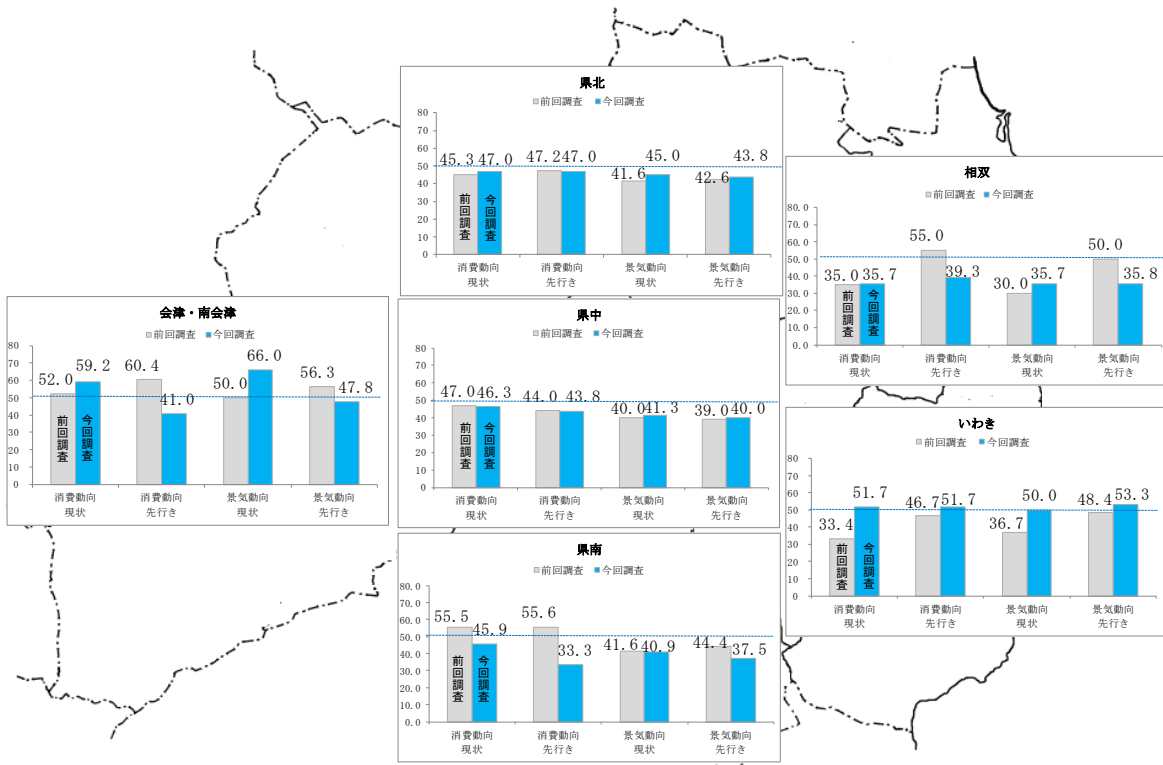 県北
前回調査 今回調査
80
70
60
50
40
30
20
10
0
45.3 47.0 47.2 47.0 41.6 45.0 42.6 43.8
前回調査 今回調査
消費動向 消費動向 景気動向 景気動向
現状 先行き 現状 先行き
相双
前回調査 今回調査
80.0
70.0
60.0
50.0
40.0
30.0
20.0
10.0
0.0
35.0 35.7 55.0 39.3 30.0 35.7 50.0 35.8
前回調査 今回調査
消費動向 消費動向 景気動向 景気動向
現状 先行き 現状 先行き
会津・南会津
前回調査 今回調査
80
70
60
50
40
30
20
10
0
52.0 59.2 60.4 41.0 50.0 66.0 56.3 47.8
前回調査 今回調査
消費動向 消費動向 景気動向 景気動向
現状 先行き 現状 先行き
県中
前回調査 今回調査
80
70
60
50
40
30
20
10
0
47.0 46.3 44.0 43.8 40.0 41.3 39.0 40.0
前回調査 今回調査
消費動向 消費動向 景気動向 景気動向
現状 先行き 現状 先行き
いわき
前回調査 今回調査
80
70
60
50
40
30
20
10
0
33.4 51.7 46.7 51.7 36.7 50.0 48.4 53.3
前回調査 今回調査
消費動向 消費動向 景気動向 景気動向
現状 先行き 現状 先行き
県南
前回調査 今回調査
80.0
70.0
60.0
50.0
40.0
30.0
20.0
10.0
0.0
55.5 45.9 55.6 33.3 41.6 40.9 44.4 37.5
前回調査 今回調査
消費動向 消費動向 景気動向 景気動向
現状 先行き 現状 先行き